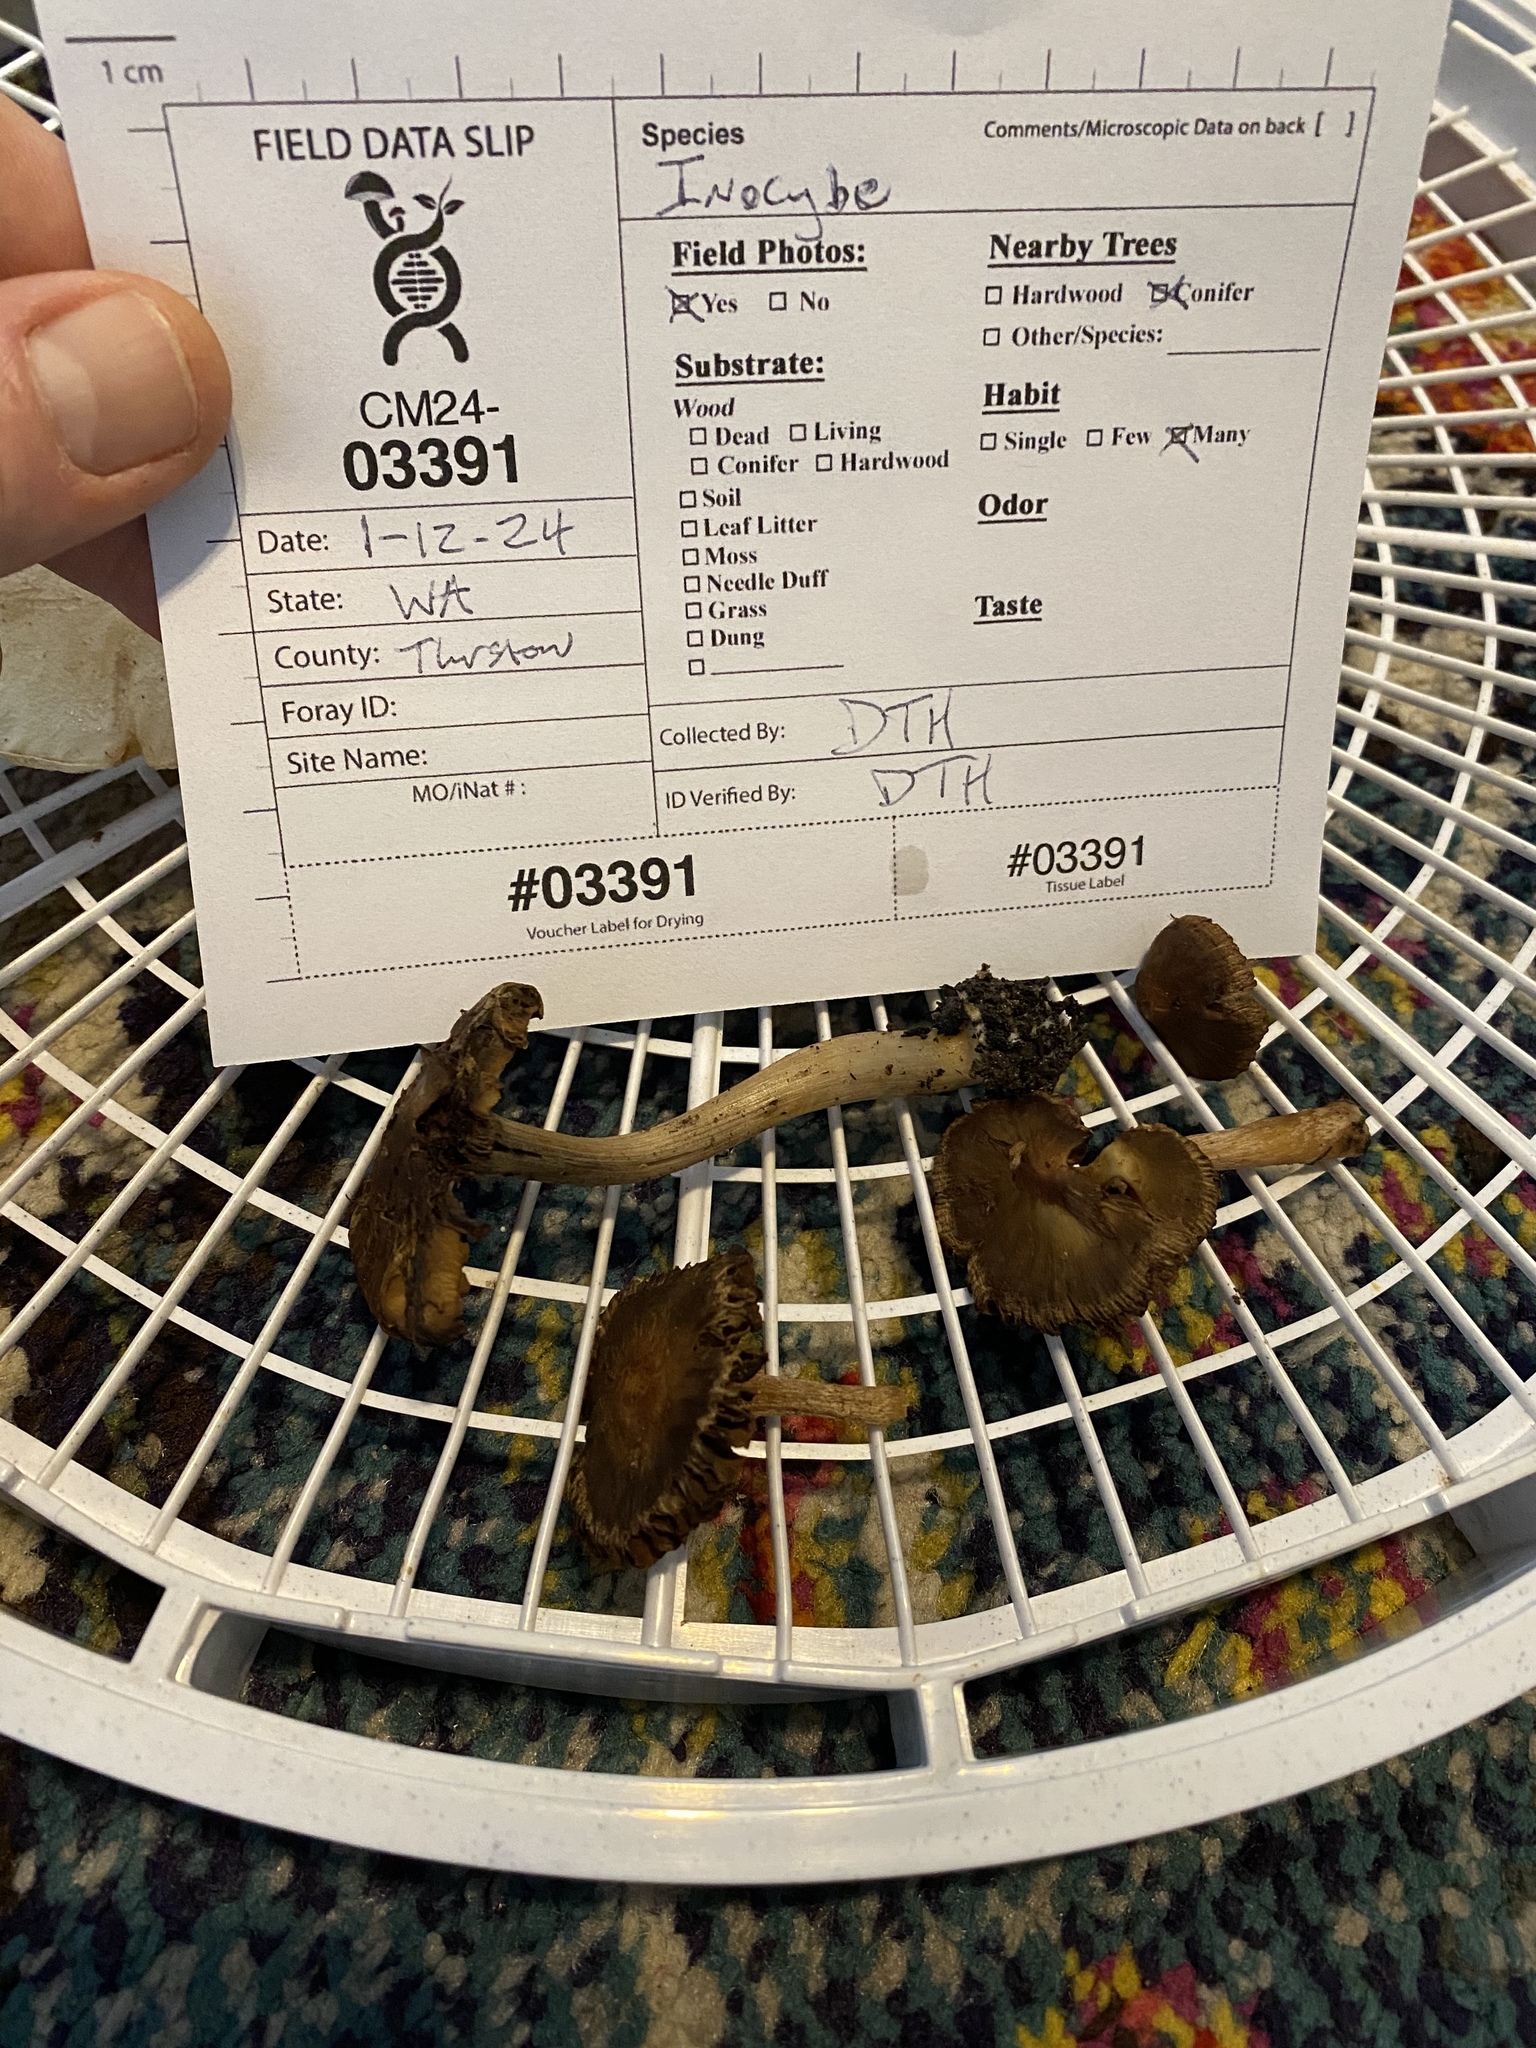 1 cm
FIELD DATA SLIP
CM24-
03391
Date: 1-12-24
State: WA
County: Thurston
Foray ID:
Site Name:
MO/iNat #:
Species
Comments/Microscopic Data on back [ ]
Inocybe
Field Photos:
☒ Yes ☐ No
Substrate:
Wood
☐ Dead ☐ Living
☐ Conifer ☐ Hardwood
☐ Soil
☐ Leaf Litter
☐ Moss
☐ Needle Duff
☐ Grass
☐ Dung
☐
Nearby Trees
☐ Hardwood ☒ Conifer
☐ Other/Species:
Habit
☐ Single ☐ Few ☒ Many
Odor
Taste
Collected By: DTH
ID Verified By: DTH
#03391
Voucher Label for Drying
#03391
Tissue Label